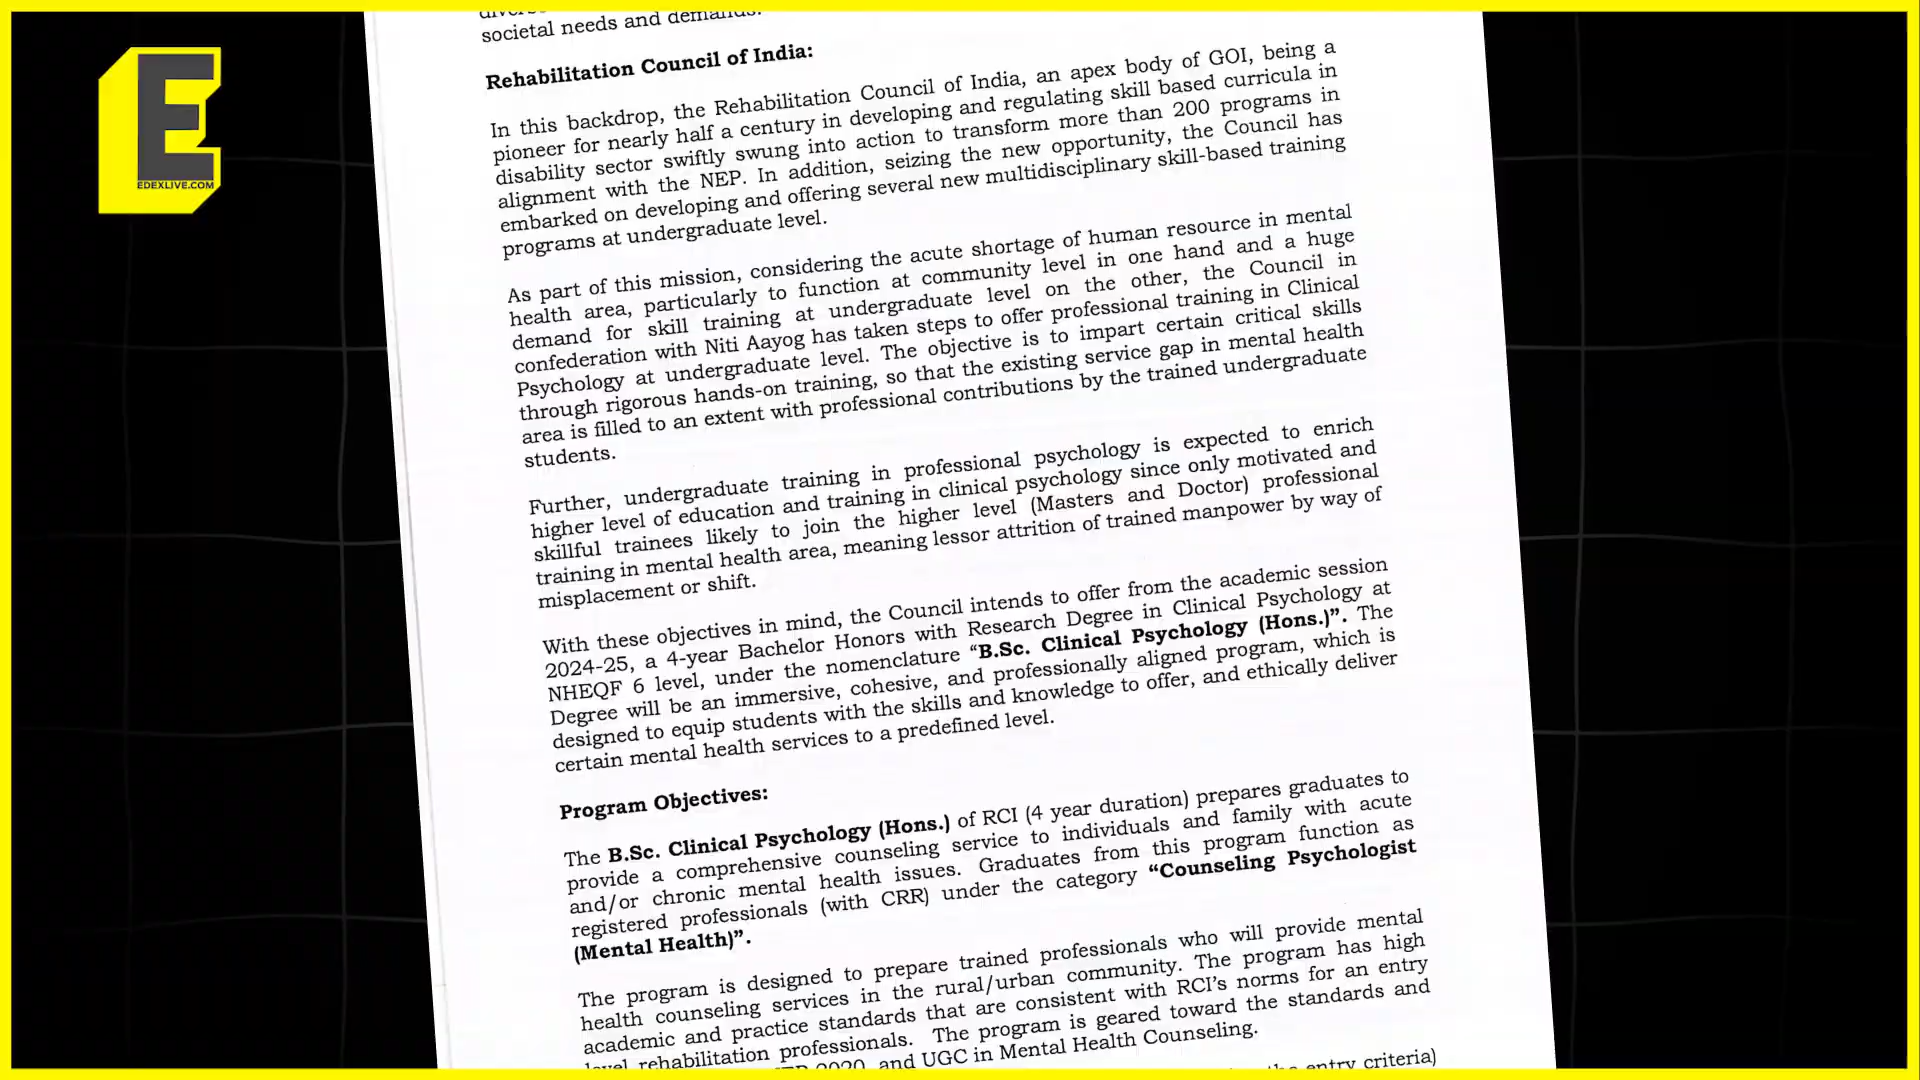 E
EDEXLIVE.COM
societal needs and demands.
Rehabilitation Council of India:
In this backdrop, the Rehabilitation Council of India, an apex body of GOI, being a
pioneer for nearly half a century in developing and regulating skill based curricula in
disability sector swiftly swung into action to transform more than 200 programs in
alignment with the NEP. In addition, seizing the new opportunity, the Council has
embarked on developing and offering several new multidisciplinary skill-based training
programs at undergraduate level.
As part of this mission, considering the acute shortage of human resource in mental
health area, particularly to function at community level in one hand and a huge
demand for skill training at undergraduate level on the other, the Council in
confederation with Niti Aayog has taken steps to offer professional training in Clinical
Psychology at undergraduate level. The objective is to impart certain critical skills
through rigorous hands-on training, so that the existing service gap in mental health
area is filled to an extent with professional contributions by the trained undergraduate
students.
Further, undergraduate training in professional psychology is expected to enrich
higher level of education and training in clinical psychology since only motivated and
skillful trainees likely to join the higher level (Masters and Doctor) professional
training in mental health area, meaning lessor attrition of trained manpower by way of
misplacement or shift.
With these objectives in mind, the Council intends to offer from the academic session
2024-25, a 4-year Bachelor Honors with Research Degree in Clinical Psychology at
NHEQF 6 level, under the nomenclature “B.Sc. Clinical Psychology (Hons.)”. The
Degree will be an immersive, cohesive, and professionally aligned program, which is
designed to equip students with the skills and knowledge to offer, and ethically deliver
certain mental health services to a predefined level.
Program Objectives:
The B.Sc. Clinical Psychology (Hons.) of RCI (4 year duration) prepares graduates to
provide a comprehensive counseling service to individuals and family with acute
and/or chronic mental health issues. Graduates from this program function as
registered professionals (with CRR) under the category “Counseling Psychologist
(Mental Health)”.
The program is designed to prepare trained professionals who will provide mental
health counseling services in the rural/urban community. The program has high
academic and practice standards that are consistent with RCI's norms for an entry
level rehabilitation professionals. The program is geared toward the standards and
2020, and UGC in Mental Health Counseling.
entry criteria)